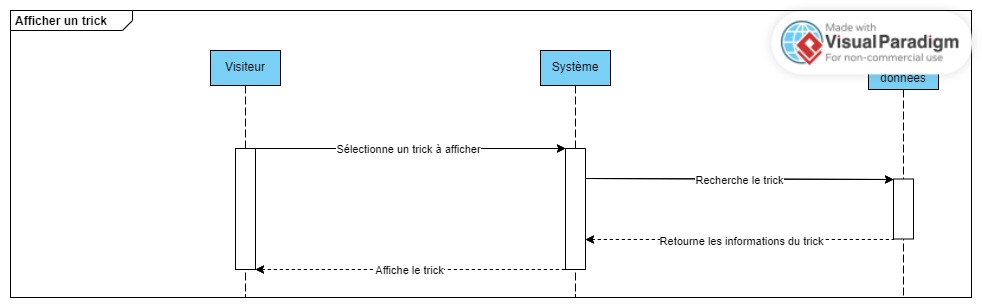 Afficher un trick
Made with
Visual Paradigm
For non-commercial use
Visiteur
Système
données
Sélectionne un trick à afficher
Recherche le trick
Retourne les informations du trick
Affiche le trick